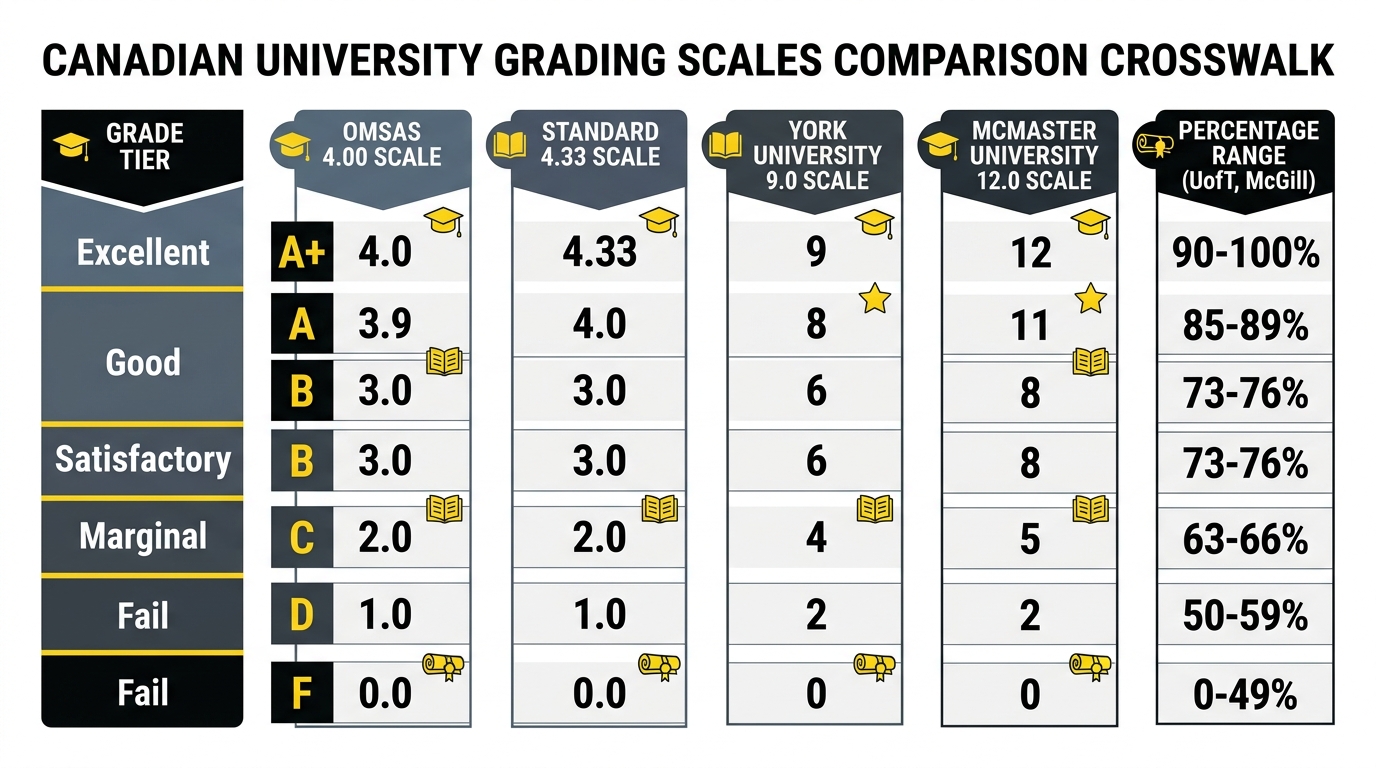 CANADIAN UNIVERSITY GRADING SCALES COMPARISON CROSSWALK
GRADE
TIER
OMSAS
4.00 SCALE
STANDARD
4.33 SCALE
YORK
UNIVERSITY
9.0 SCALE
MCMASTER
UNIVERSITY
12.0 SCALE
PERCENTAGE
RANGE
(UofT, McGill)
Excellent A+ 4.0 4.33 9 12 90-100%
A 3.9 4.0 8 11 85-89%
Good
B 3.0 3.0 6 8 73-76%
Satisfactory B 3.0 3.0 6 8 73-76%
Marginal C 2.0 2.0 4 5 63-66%
Fail D 1.0 1.0 2 2 50-59%
Fail F 0.0 0.0 0 0 0-49%